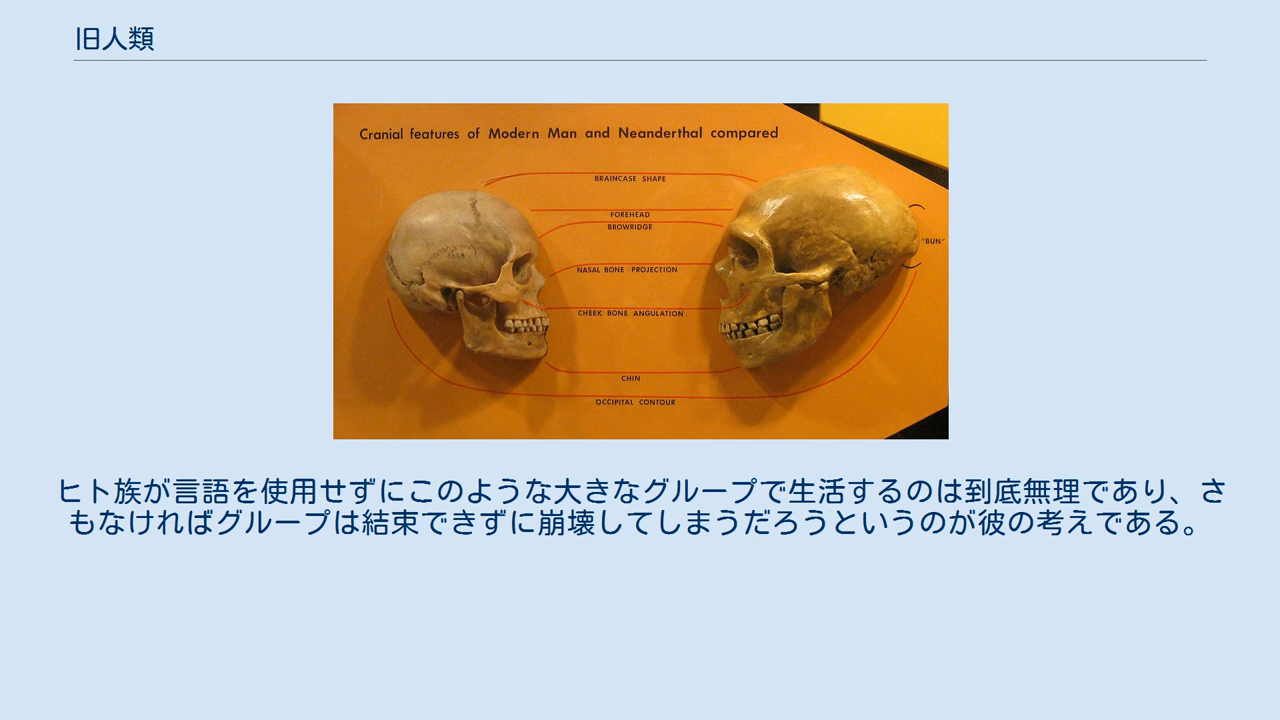 旧人類
Cranial features of Modern Man and Neanderthal compared
BRAINCASE SHAPE
FOREHEAD
BROWRIDGE
"BUN"
NASAL BONE PROJECTION
CHEEK BONE ANGULATION
CHIN
OCCIPITAL CONTOUR
ヒト族が言語を使用せずにこのような大きなグループで生活するのは到底無理であり、さ
もなければグループは結束できずに崩壊してしまうだろうというのが彼の考えである。